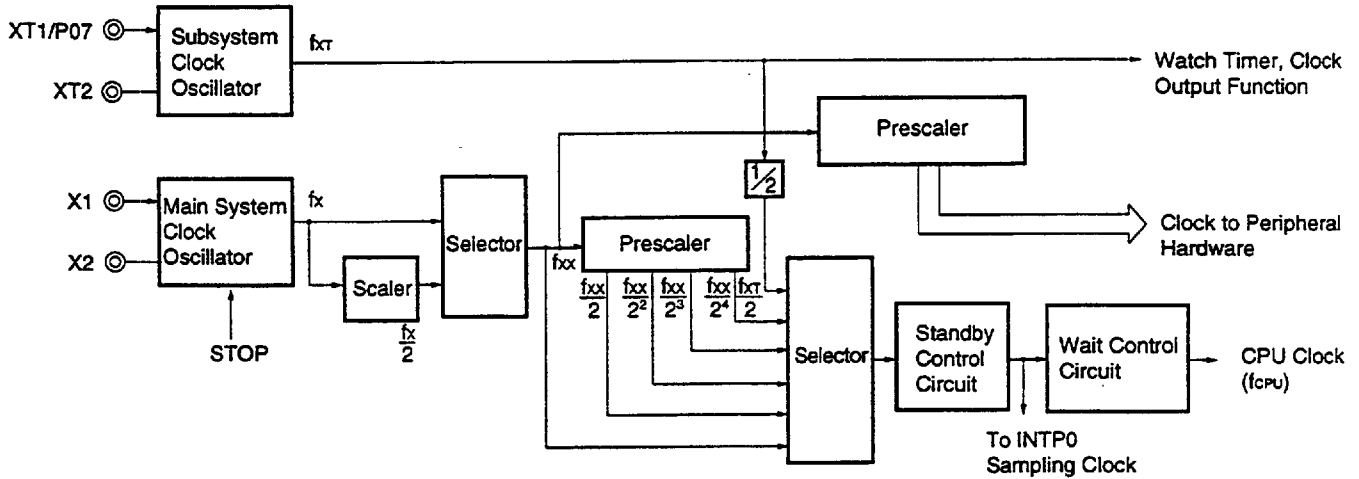 XT1/P07
XT2
Subsystem
Clock
Oscillator
fXT
Watch Timer, Clock
Output Function
Prescaler
1/2
X1
X2
Main System
Clock
Oscillator
fX
Selector
Scaler
fX/2
STOP
fXX
Prescaler
fXX/2
fXX/2²
fXX/2³
fXX/2⁴
fXT/2
Clock to Peripheral
Hardware
Selector
Standby
Control
Circuit
Wait Control
Circuit
CPU Clock
(fCPU)
To INTP0
Sampling Clock